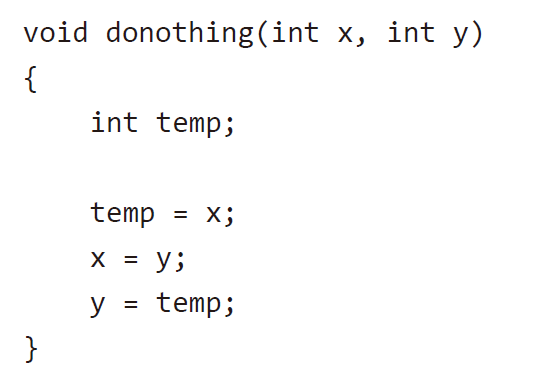 void donothing(int x, int y)
{
    int temp;

    temp = x;
    x = y;
    y = temp;
}